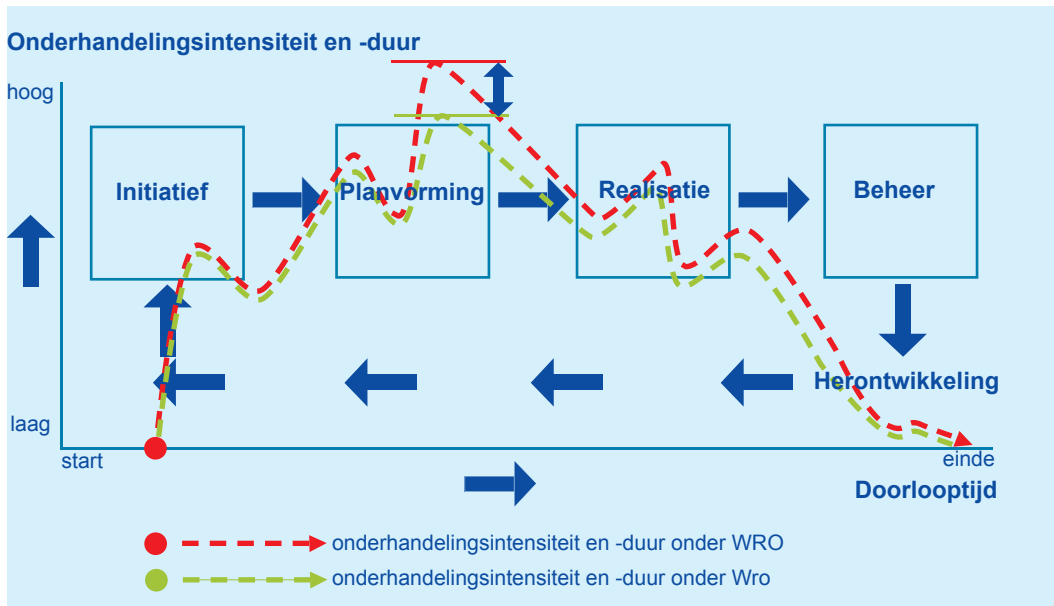 Onderhandelingsintensiteit en -duur
hoog
Initiatief
Planvorming
Realisatie
Beheer
Herontwikkeling
laag
start
einde
Doorlooptijd
onderhandelingsintensiteit en -duur onder WRO
onderhandelingsintensiteit en -duur onder Wro